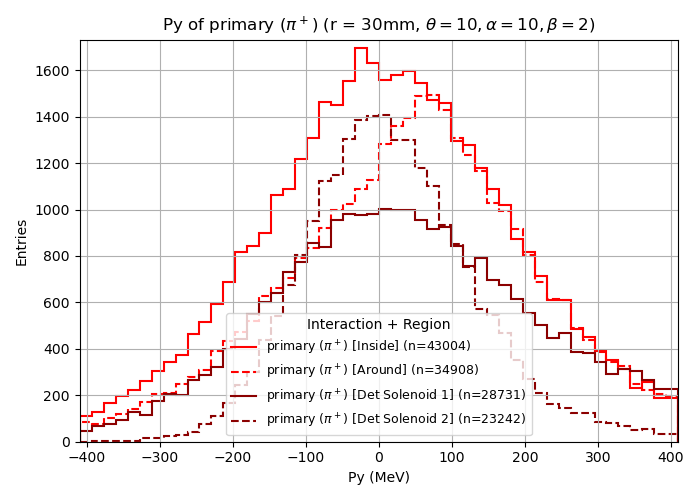 Py of primary (π⁺) (r = 30mm, θ = 10, α = 10, β = 2)
1600
1400
1200
1000
800
600
400
200
0
Entries
−400 −300 −200 −100 0 100 200 300 400
Py (MeV)
Interaction + Region
primary (π⁺) [Inside] (n=43004)
primary (π⁺) [Around] (n=34908)
primary (π⁺) [Det Solenoid 1] (n=28731)
primary (π⁺) [Det Solenoid 2] (n=23242)